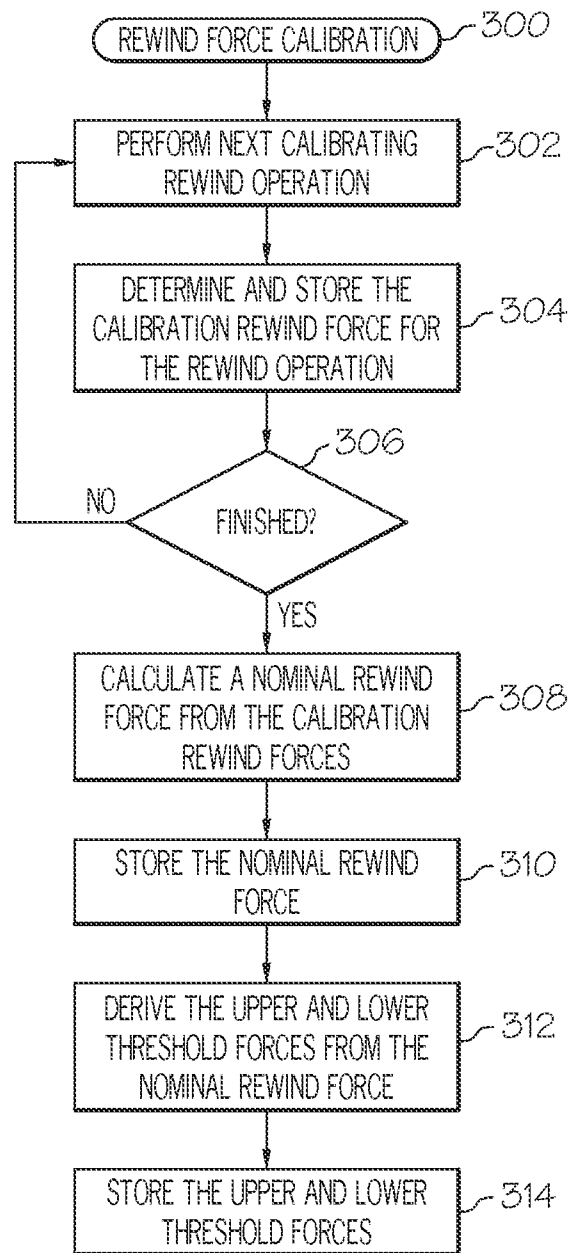 REWIND FORCE CALIBRATION
300
PERFORM NEXT CALIBRATING
REWIND OPERATION
302
DETERMINE AND STORE THE
CALIBRATION REWIND FORCE FOR
THE REWIND OPERATION
304
306
NO
FINISHED?
YES
CALCULATE A NOMINAL REWIND
FORCE FROM THE CALIBRATION
REWIND FORCES
308
STORE THE NOMINAL REWIND
FORCE
310
DERIVE THE UPPER AND LOWER
THRESHOLD FORCES FROM THE
NOMINAL REWIND FORCE
312
STORE THE UPPER AND LOWER
THRESHOLD FORCES
314